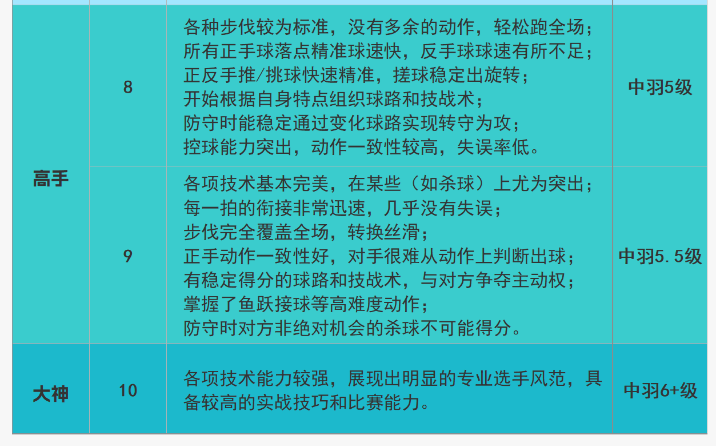 高手
8
各种步伐较为标准，没有多余的动作，轻松跑全场；
所有正手球落点精准球速快，反手球球速有所不足；
正反手推/挑球快速精准，搓球稳定出旋转；
开始根据自身特点组织球路和技战术；
防守时能稳定通过变化球路实现转守为攻；
控球能力突出，动作一致性较高，失误率低。
中羽5级
9
各项技术基本完美，在某些（如杀球）上尤为突出；
每一拍的衔接非常迅速，几乎没有失误；
步伐完全覆盖全场，转换丝滑；
正手动作一致性好，对手很难从动作上判断出球；
有稳定得分的球路和技战术，与对方争夺主动权；
掌握了鱼跃接球等高难度动作；
防守时对方非绝对机会的杀球不可能得分。
中羽5.5级
大神
10
各项技术能力较强，展现出明显的专业选手风范，具
备较高的实战技巧和比赛能力。
中羽6+级